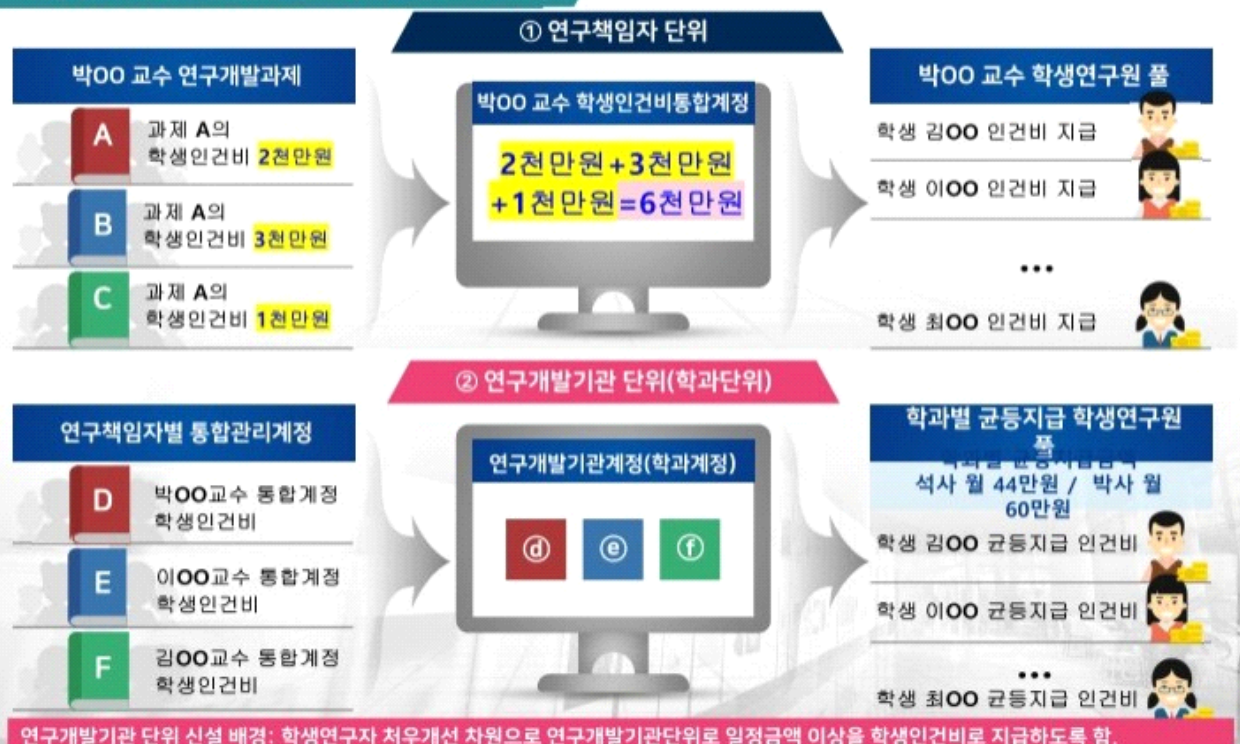 ① 연구책임자 단위
박OO 교수 연구개발과제
A
과제 A의
학생인건비 2천만원
B
과제 A의
학생인건비 3천만원
C
과제 A의
학생인건비 1천만원
박OO 교수 학생인건비통합계정
2천만원+3천만원
+1천만원=6천만원
박OO 교수 학생연구원 풀
학생 김OO 인건비 지급
학생 이OO 인건비 지급
...
학생 최OO 인건비 지급
② 연구개발기관 단위(학과단위)
연구책임자별 통합관리계정
D
박OO교수 통합계정
학생인건비
E
이OO교수 통합계정
학생인건비
F
김OO교수 통합계정
학생인건비
연구개발기관계정(학과계정)
ⓓ ⓔ ⓕ
학과별 균등지급 학생연구원
풀
학과별 균등지급금액
석사 월 44만원 / 박사 월
60만원
학생 김OO 균등지급 인건비
학생 이OO 균등지급 인건비
...
학생 최OO 균등지급 인건비
연구개발기관 단위 신설 배경: 학생연구자 처우개선 차원으로 연구개발기관단위로 일정금액 이상을 학생인건비로 지급하도록 함.